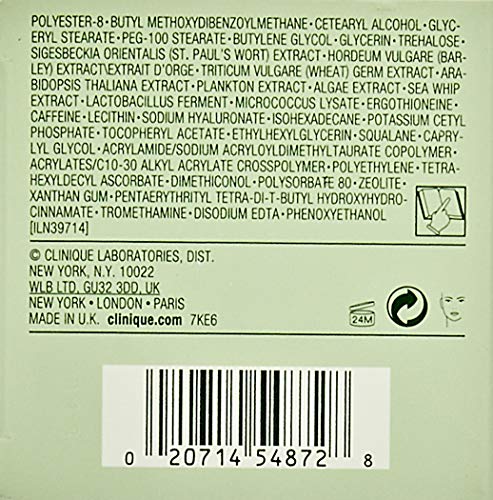 POLYESTER-8 • BUTYL METHOXYDIBENZOYLMETHANE • CETEARYL ALCOHOL • GLYC-
ERYL STEARATE • PEG-100 STEARATE • BUTYLENE GLYCOL • GLYCERIN • TREHALOSE •
SIGESBECKIA ORIENTALIS (ST. PAUL'S WORT) EXTRACT • HORDEUM VULGARE (BAR-
LEY) EXTRACT\EXTRAIT D'ORGE • TRITICUM VULGARE (WHEAT) GERM EXTRACT • ARA-
BIDOPSIS THALIANA EXTRACT • PLANKTON EXTRACT • ALGAE EXTRACT • SEA WHIP
EXTRACT • LACTOBACILLUS FERMENT • MICROCOCCUS LYSATE • ERGOTHIONEINE •
CAFFEINE • LECITHIN • SODIUM HYALURONATE • ISOHEXADECANE • POTASSIUM CETYL
PHOSPHATE • TOCOPHERYL ACETATE • ETHYLHEXYLGLYCERIN • SQUALANE • CAPRY-
LYL GLYCOL • ACRYLAMIDE/SODIUM ACRYLOYLDIMETHYLTAURATE COPOLYMER •
ACRYLATES/C10-30 ALKYL ACRYLATE CROSSPOLYMER • POLYETHYLENE • TETRA-
HEXYLDECYL ASCORBATE • DIMETHICONOL • POLYSORBATE 80 • ZEOLITE •
XANTHAN GUM • PENTAERYTHRITYL TETRA-DI-T-BUTYL HYDROXYHYDRO-
CINNAMATE • TROMETHAMINE • DISODIUM EDTA • PHENOXYETHANOL
[ILN39714]
© CLINIQUE LABORATORIES, DIST.
NEW YORK, N.Y. 10022
WLB LTD, GU32 3DD, UK
NEW YORK • LONDON • PARIS
MADE IN U.K. clinique.com 7KE6
24M
0 20714 54872 8